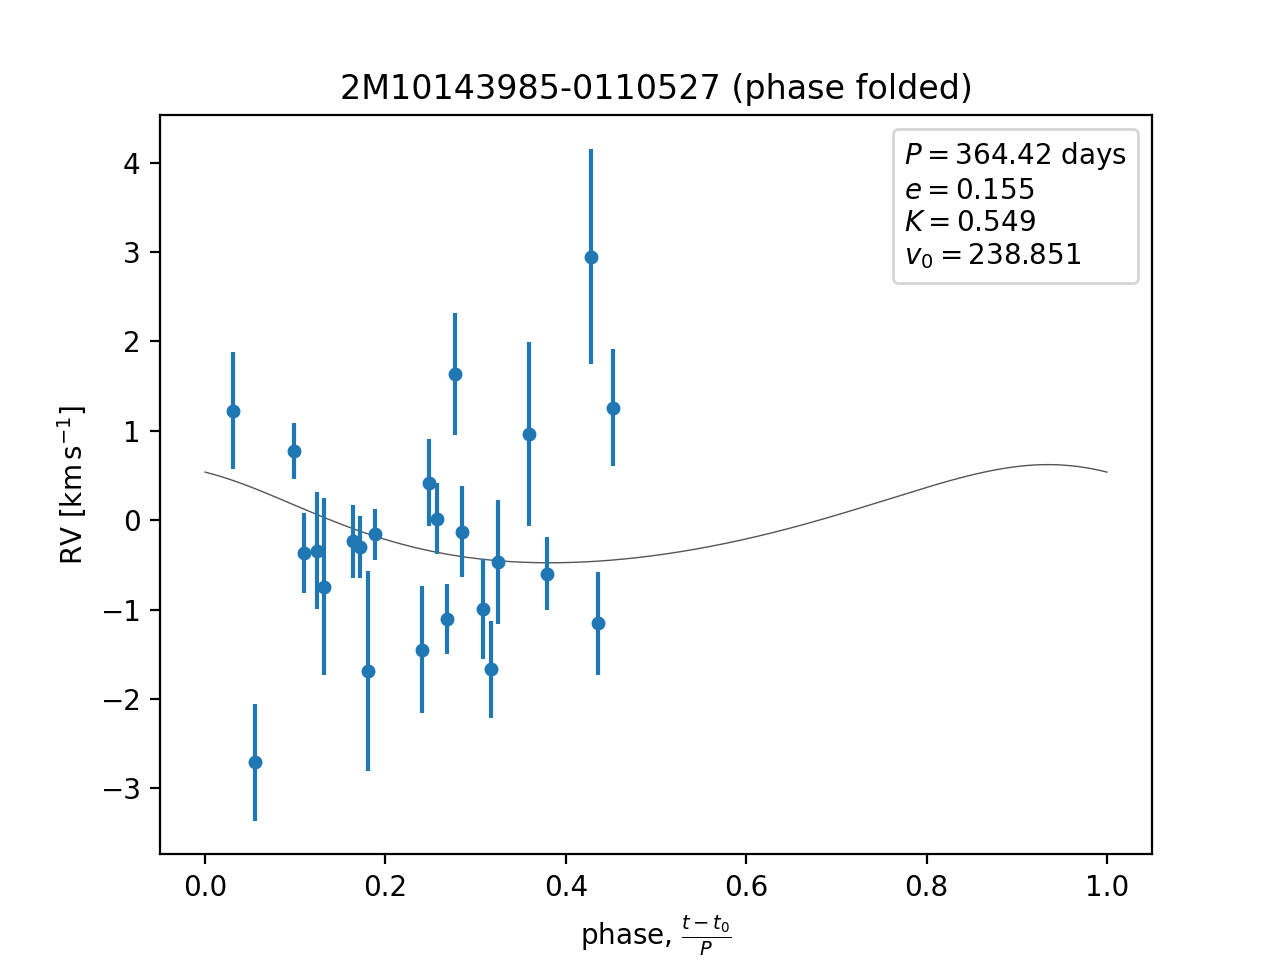 2M10143985-0110527 (phase folded)
P = 364.42 days
e = 0.155
K = 0.549
v₀ = 238.851
4
3
2
1
0
−1
−2
−3
RV [km s⁻¹]
0.0 0.2 0.4 0.6 0.8 1.0
phase, (t − t₀)/P